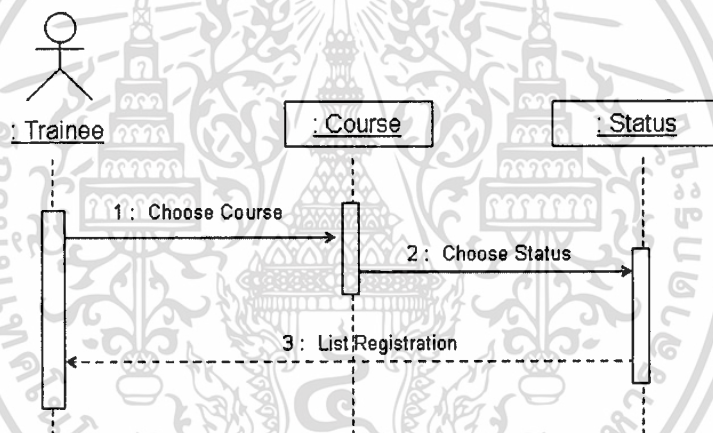 : Trainee
: Course
: Status
1 : Choose Course
2 : Choose Status
3 : List Registration